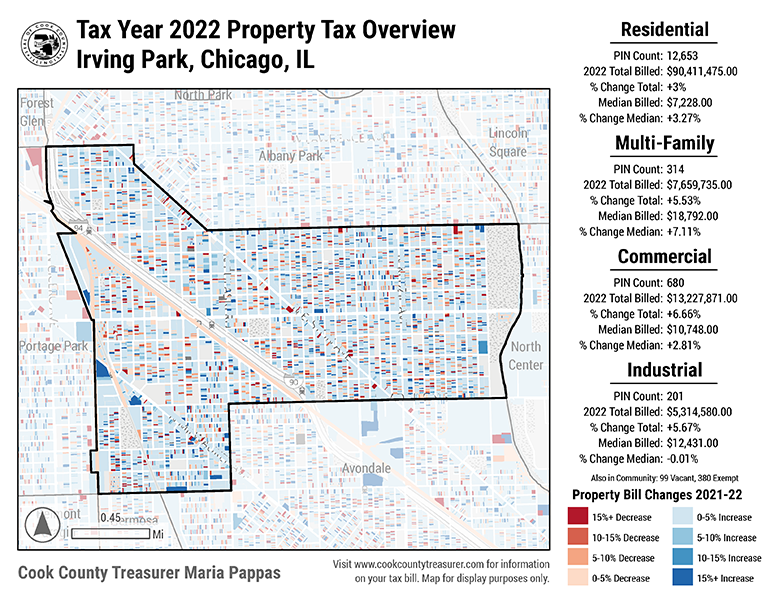 Tax Year 2022 Property Tax Overview
Irving Park, Chicago, IL
North Park
Forest
Glen
Albany Park
Lincoln
Square
94
Portage Park
90
North
Center
Avondale
ont
0.45
Mi
Cook County Treasurer Maria Pappas
Visit www.cookcountytreasurer.com for information
on your tax bill. Map for display purposes only.
Residential
PIN Count: 12,653
2022 Total Billed: $90,411,475.00
% Change Total: +3%
Median Billed: $7,228.00
% Change Median: +3.27%
Multi-Family
PIN Count: 314
2022 Total Billed: $7,659,735.00
% Change Total: +5.53%
Median Billed: $18,792.00
% Change Median: +7.11%
Commercial
PIN Count: 680
2022 Total Billed: $13,227,871.00
% Change Total: +6.66%
Median Billed: $10,748.00
% Change Median: +2.81%
Industrial
PIN Count: 201
2022 Total Billed: $5,314,580.00
% Change Total: +5.67%
Median Billed: $12,431.00
% Change Median: -0.01%
Also in Community: 99 Vacant, 380 Exempt
Property Bill Changes 2021-22
15%+ Decrease
10-15% Decrease
5-10% Decrease
0-5% Decrease
0-5% Increase
5-10% Increase
10-15% Increase
15%+ Increase